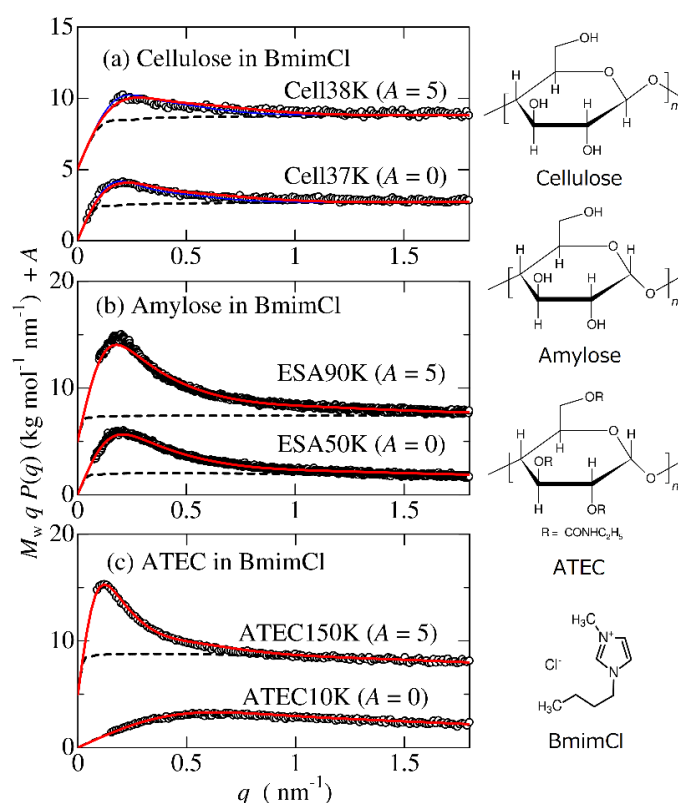 M_w q P(q) (kg mol⁻¹ nm⁻¹) + A
15
10
5
0
(a) Cellulose in BmimCl
Cell38K (A = 5)
Cell37K (A = 0)
0 0.5 1 1.5
20
10
0
(b) Amylose in BmimCl
ESA90K (A = 5)
ESA50K (A = 0)
0 0.5 1 1.5
20
10
0
(c) ATEC in BmimCl
ATEC150K (A = 5)
ATEC10K (A = 0)
0 0.5 1 1.5
q ( nm⁻¹)
OH
H
O
H
O
OH
H
H
H
OH
n
Cellulose
OH
O
H
H
OH
H
O
H
OH
n
Amylose
OR
O
H
H
OR
H
O
H
OR
n
R = CONHC₂H₅
ATEC
H₃C
N⁺
Cl⁻
N
H₃C
BmimCl